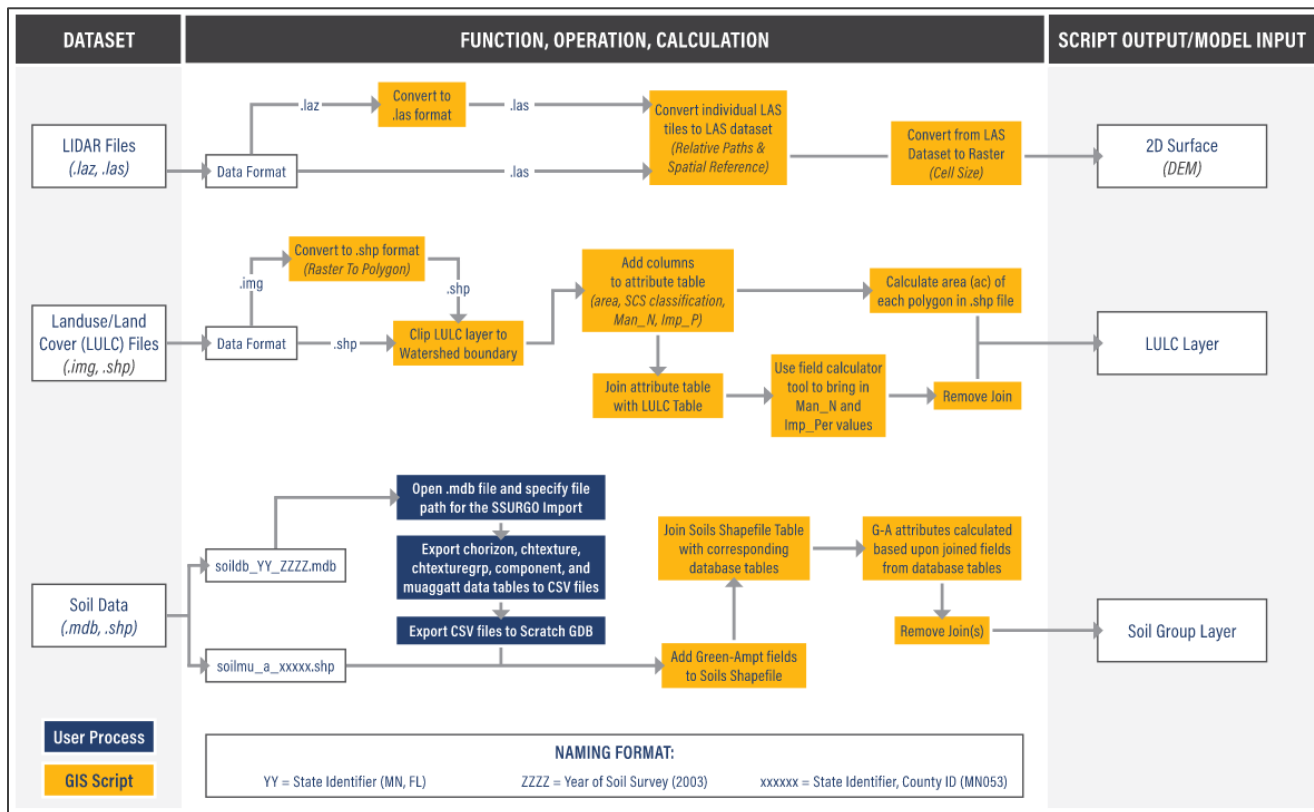 DATASET
FUNCTION, OPERATION, CALCULATION
SCRIPT OUTPUT/MODEL INPUT
LIDAR Files
(.laz, .las)
Data Format
.laz
Convert to
.las format
.las
.las
Convert individual LAS
tiles to LAS dataset
(Relative Paths &
Spatial Reference)
Convert from LAS
Dataset to Raster
(Cell Size)
2D Surface
(DEM)
Landuse/Land
Cover (LULC) Files
(.img, .shp)
Data Format
.img
Convert to .shp format
(Raster To Polygon)
.shp
.shp
Clip LULC layer to
Watershed boundary
Add columns
to attribute table
(area, SCS classification,
Man_N, Imp_P)
Calculate area (ac) of
each polygon in .shp file
Join attribute table
with LULC Table
Use field calculator
tool to bring in
Man_N and
Imp_Per values
Remove Join
LULC Layer
Soil Data
(.mdb, .shp)
soildb_YY_ZZZZ.mdb
soilmu_a_xxxxx.shp
Open .mdb file and specify file
path for the SSURGO Import
Export chorizon, chtexture,
chtexturegrp, component, and
muaggatt data tables to CSV files
Export CSV files to Scratch GDB
Add Green-Ampt fields
to Soils Shapefile
Join Soils Shapefile Table
with corresponding
database tables
G-A attributes calculated
based upon joined fields
from database tables
Remove Join(s)
Soil Group Layer
User Process
GIS Script
NAMING FORMAT:
YY = State Identifier (MN, FL)
ZZZZ = Year of Soil Survey (2003)
xxxxxx = State Identifier, County ID (MN053)